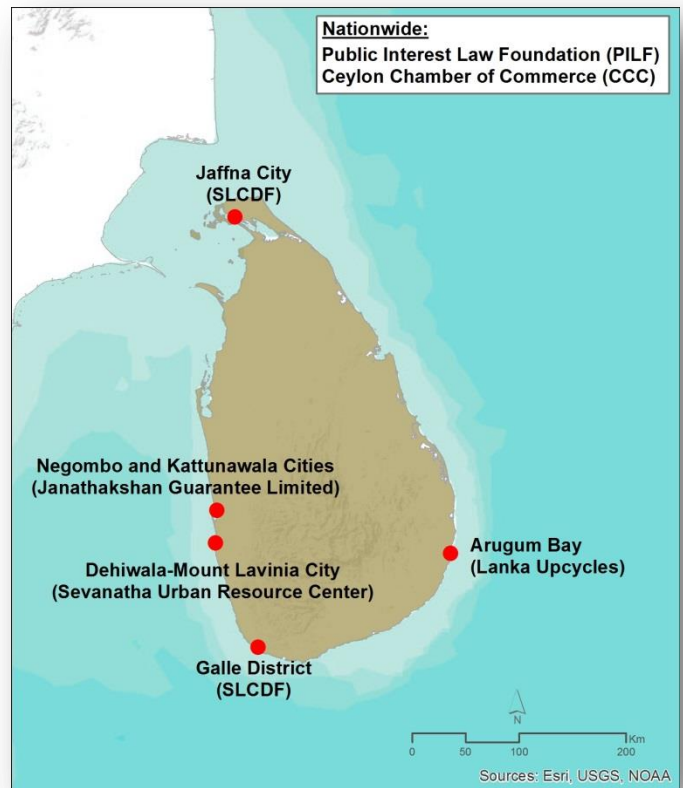 Nationwide:
Public Interest Law Foundation (PILF)
Ceylon Chamber of Commerce (CCC)
Jaffna City
(SLCDF)
Negombo and Kattunawala Cities
(Janathakshan Guarantee Limited)
Dehiwala-Mount Lavinia City
(Sevanatha Urban Resource Center)
Arugum Bay
(Lanka Upcycles)
Galle District
(SLCDF)
N
Km
0 50 100 200
Sources: Esri, USGS, NOAA